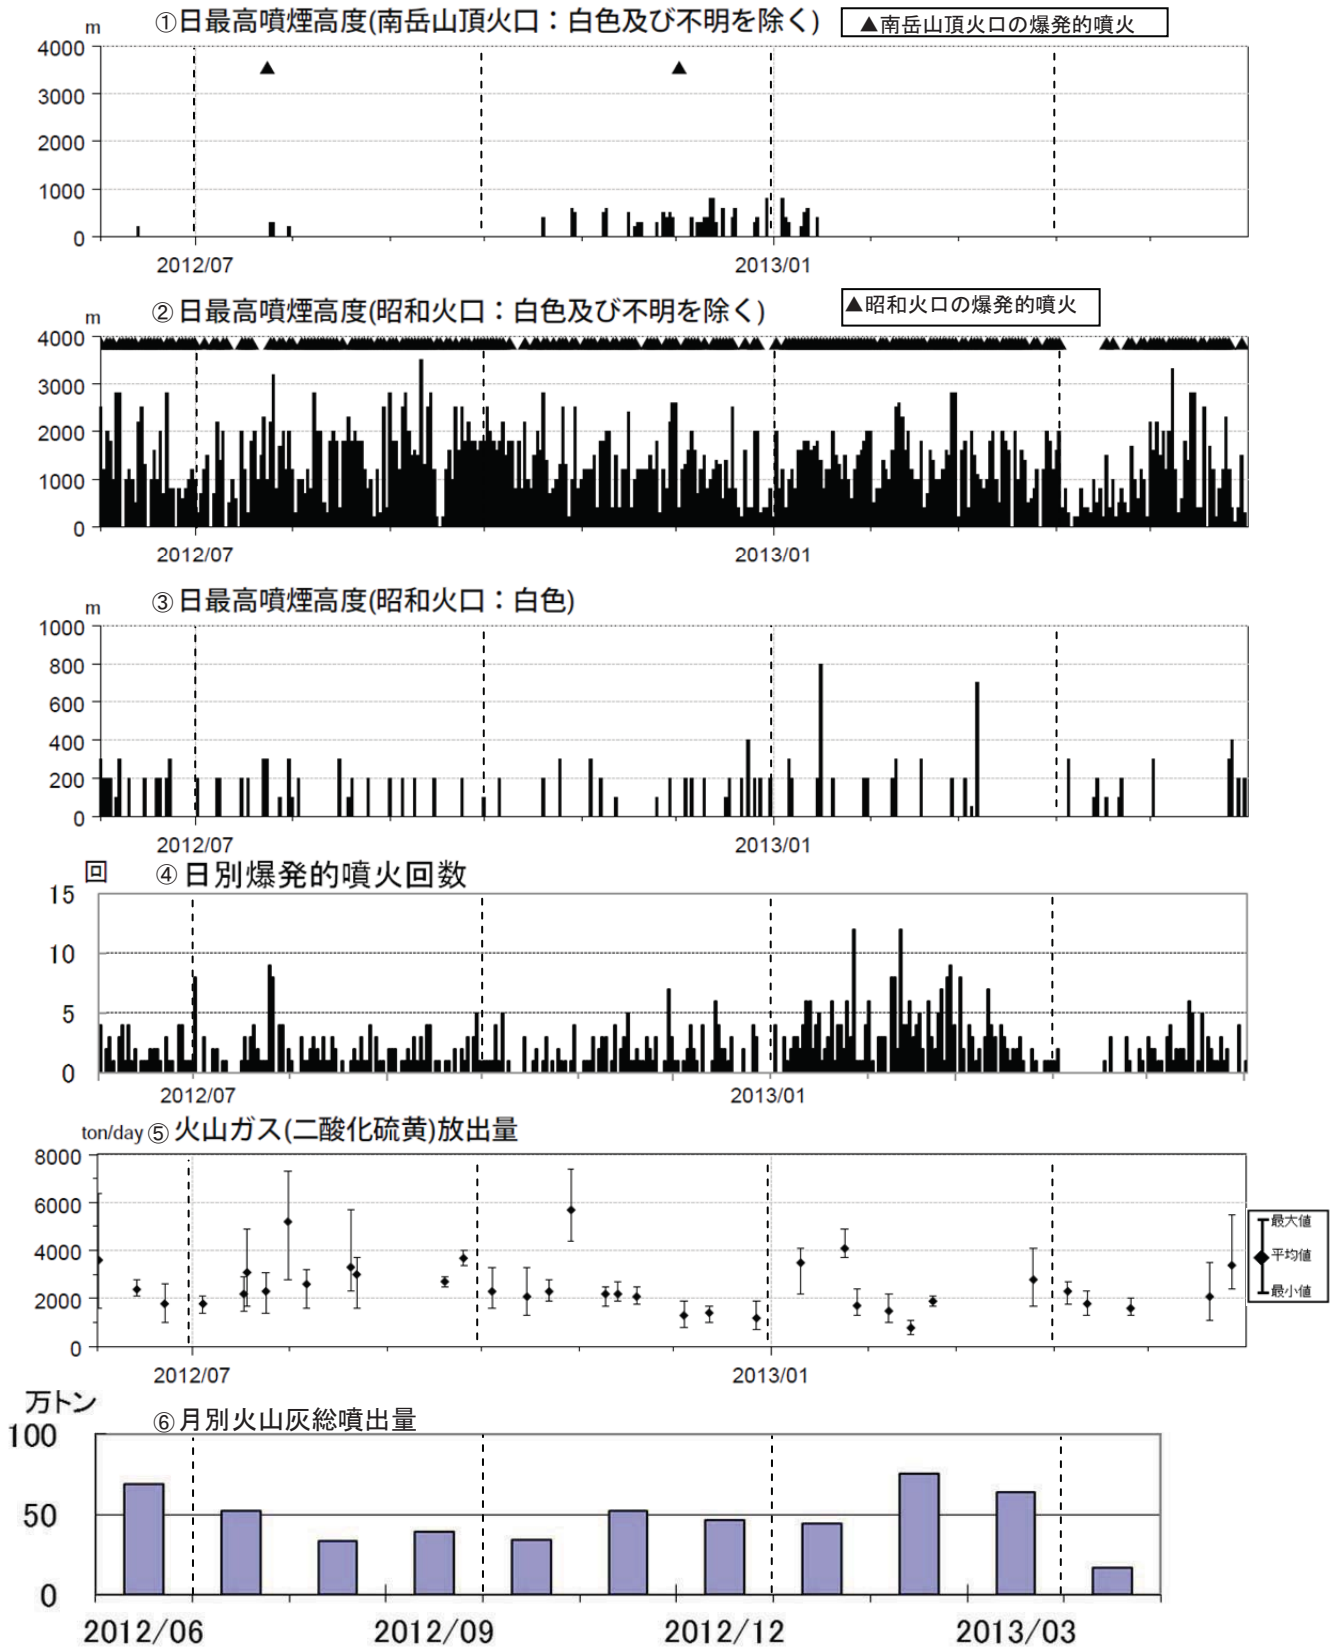 ①日最高噴煙高度(南岳山頂火口：白色及び不明を除く)
▲南岳山頂火口の爆発的噴火
m
4000
3000
2000
1000
0
2012/07
2013/01
②日最高噴煙高度(昭和火口：白色及び不明を除く)
▲昭和火口の爆発的噴火
m
4000
3000
2000
1000
0
2012/07
2013/01
③日最高噴煙高度(昭和火口：白色)
m
1000
800
600
400
200
0
2012/07
2013/01
回
④日別爆発的噴火回数
15
10
5
0
2012/07
2013/01
ton/day ⑤火山ガス(二酸化硫黄)放出量
8000
6000
4000
2000
0
最大値
平均値
最小値
2012/07
2013/01
万トン
⑥月別火山灰総噴出量
100
50
0
2012/06
2012/09
2012/12
2013/03